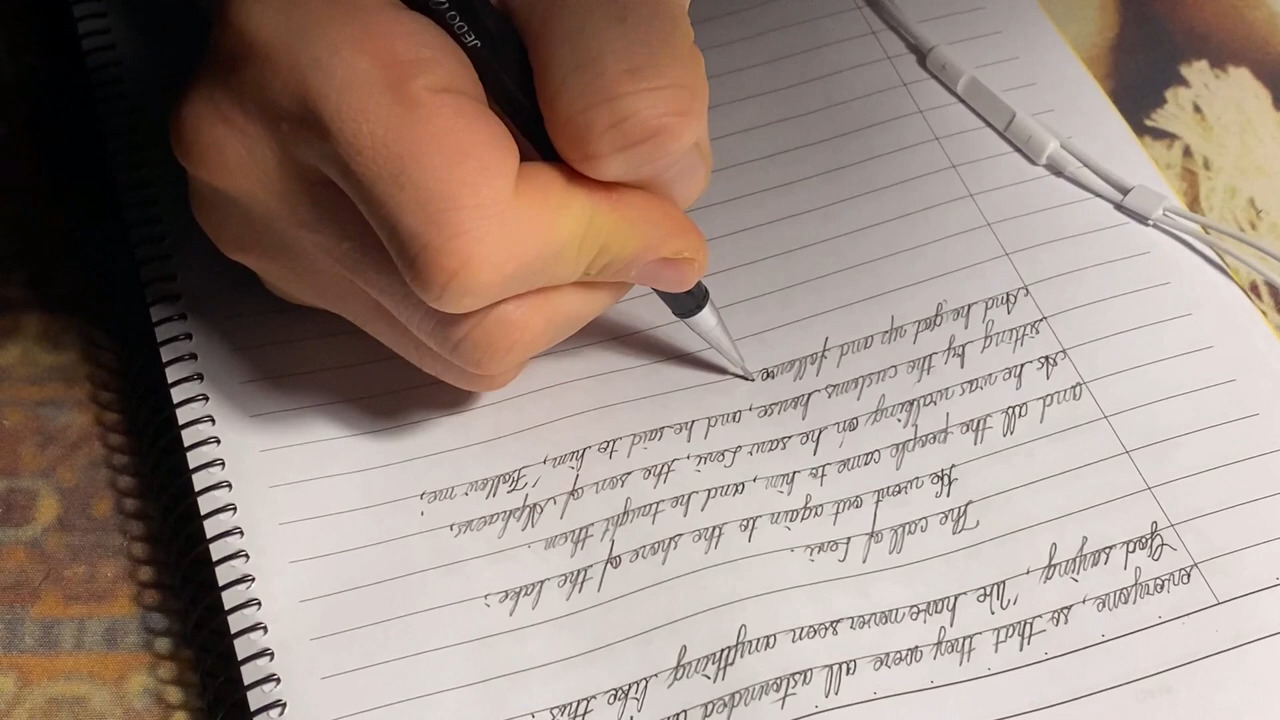 everyone, so that they were all astounded
God saying, 'We have never seen anything like this.'
The call of Levi.
He went out again to the shore of the lake;
and all the people came to him, and he taught them.
As he was walking on he saw Levi, the son of Alphaeus,
sitting by the customs house, and he said to him, 'Follow me,'
And he got up and followe
JEDO